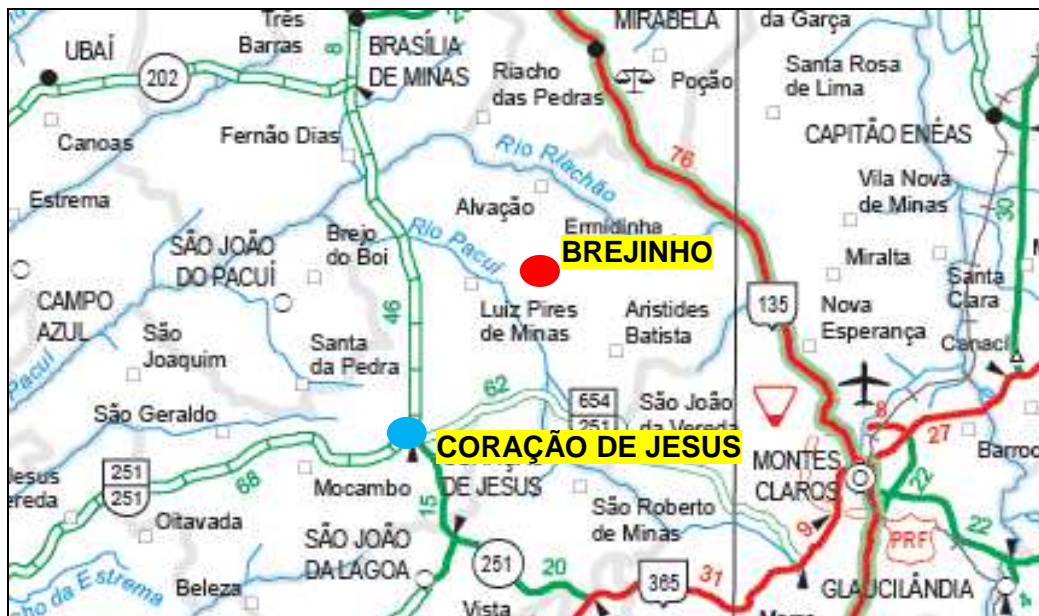 Três
Barras
UBAÍ
8
202
BRASÍLIA
DE MINAS
MIRABELA
da Garça
Santa Rosa
de Lima
Riacho
das Pedras
Poção
Canoas
Fernão Dias
CAPITÃO ENÉAS
76
Rio Riachão
Vila Nova
de Minas
30
Estrema
Alvação
Ermidinha
SÃO JOÃO
DO PACUÍ
Brejo
do Boi
Rio Pacuí
BREJINHO
Miralta
Santa
Clara
CAMPO
AZUL
46
Luiz Pires
de Minas
Aristides
Batista
135
Nova
Esperança
Canaci
São
Joaquim
Santa
da Pedra
Pacuí
62
654
251
São João
da Vereda
8
27
São Geraldo
CORAÇÃO DE JESUS
DE JESUS
MONTES
CLAROS
251
251
68
Mocambo
15
São Roberto
de Minas
9
22
22
Oitavada
PRF
SÃO JOÃO
DA LAGOA
251
20
365
31
GLAUCILÂNDIA
4
Beleza
Vista